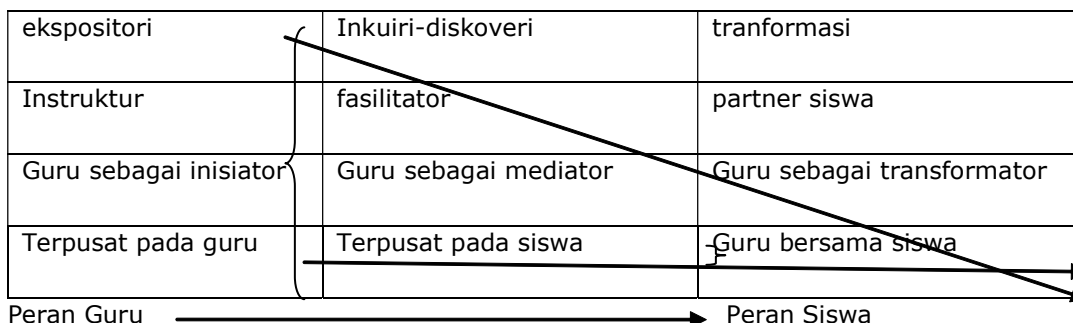 ekspositori Inkuiri-diskoveri tranformasi
Instruktur fasilitator partner siswa
Guru sebagai inisiator Guru sebagai mediator Guru sebagai transformator
Terpusat pada guru Terpusat pada siswa Guru bersama siswa
Peran Guru Peran Siswa